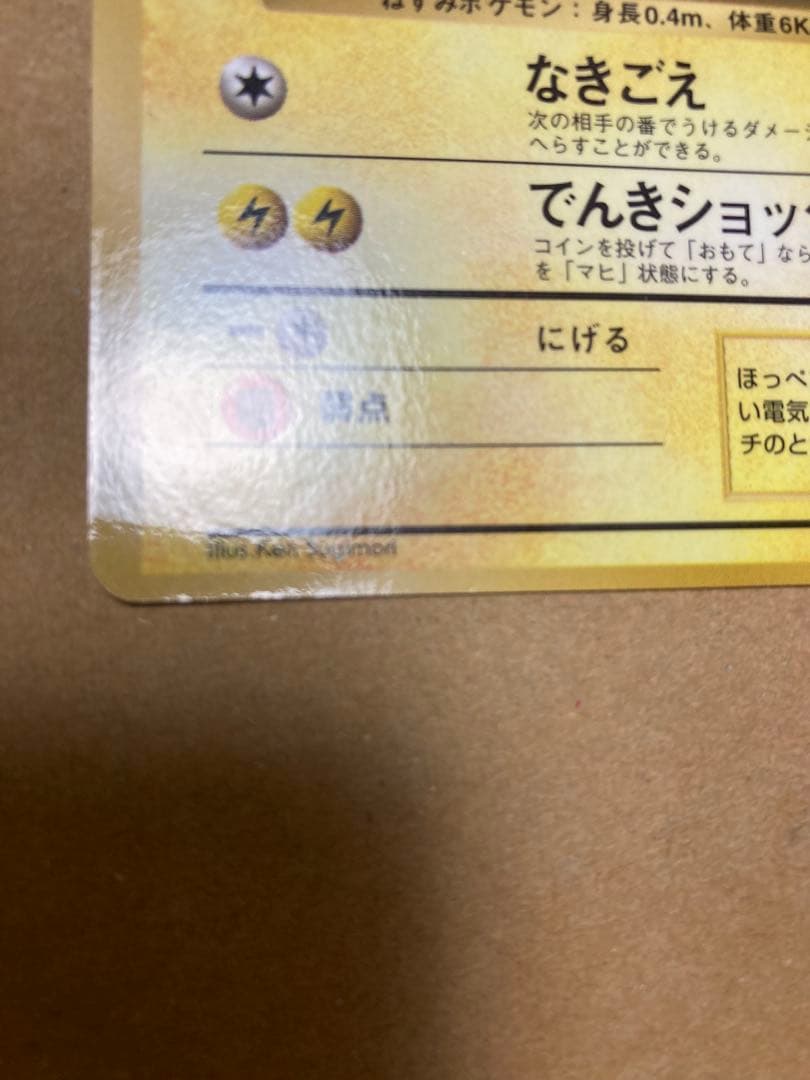 ねずみポケモン：身長0.4m、体重6K
なきごえ
次の相手の番でうけるダメー
へらすことができる。
でんきショッ
コインを投げて「おもて」なら
を「マヒ」状態にする。
にげる
弱点
ほっぺ
い電気
チのと
Illus. Ken Sugimori